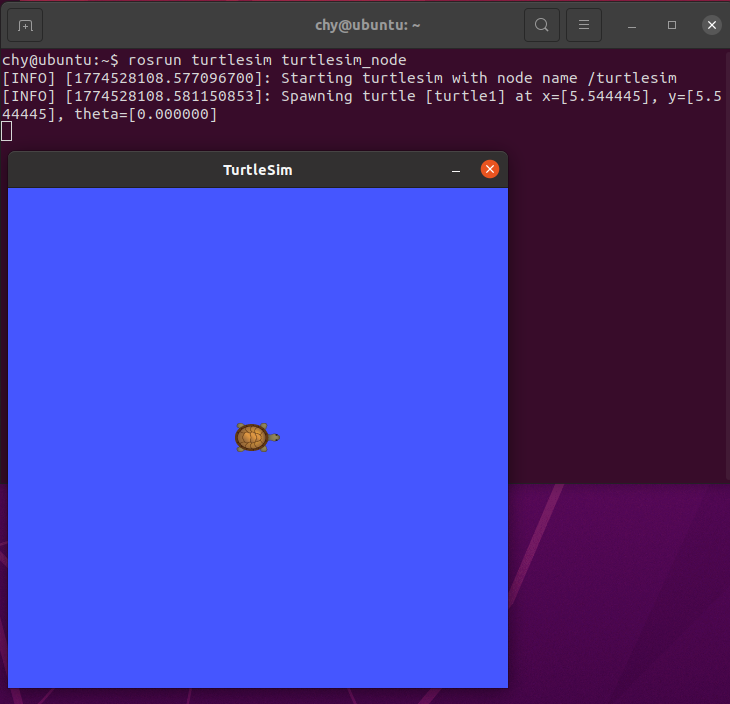 chy@ubuntu: ~
chy@ubuntu:~$ rosrun turtlesim turtlesim_node
[INFO] [1774528108.577096700]: Starting turtlesim with node name /turtlesim
[INFO] [1774528108.581150853]: Spawning turtle [turtle1] at x=[5.544445], y=[5.5
44445], theta=[0.000000]
TurtleSim